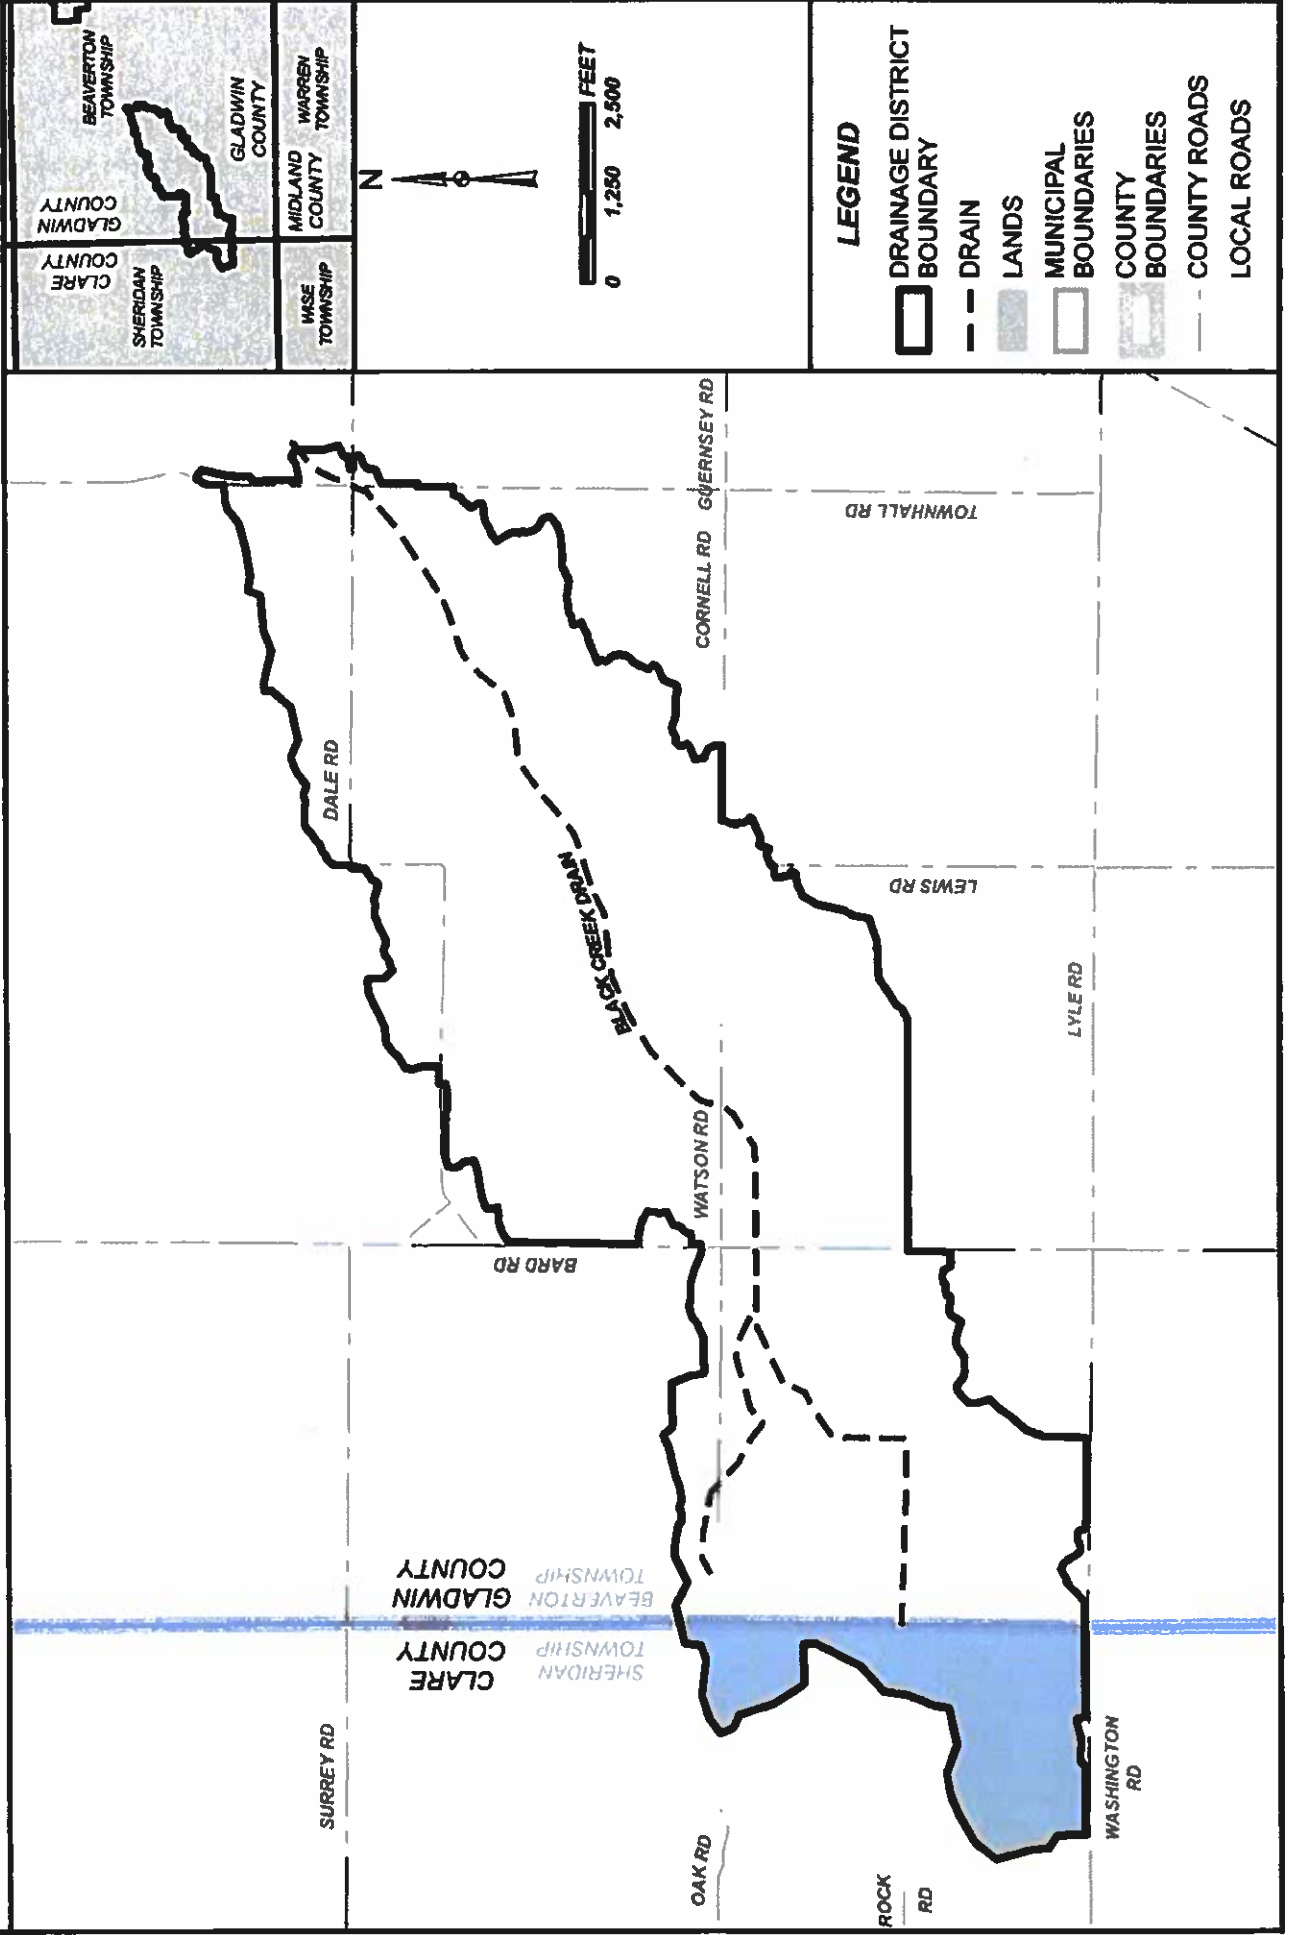 CLARE
COUNTY
GLADWIN
COUNTY
BEAVERTON
TOWNSHIP
SHERIDAN
TOWNSHIP
GLADWIN
COUNTY
WISE
TOWNSHIP
MIDLAND
COUNTY
WARREN
TOWNSHIP
N
0 1,250 2,500
FEET
LEGEND
DRAINAGE DISTRICT
BOUNDARY
DRAIN
LANDS
MUNICIPAL
BOUNDARIES
COUNTY
BOUNDARIES
COUNTY ROADS
LOCAL ROADS
SURREY RD
CLARE
COUNTY
GLADWIN
COUNTY
SHERIDAN
TOWNSHIP
BEAVERTON
TOWNSHIP
BARD RD
DALE RD
BLACK CREEK DRAIN
OAK RD
WATSON RD
CORNELL RD
GUERNSEY RD
ROCK
RD
LEWIS RD
TOWNHALL RD
WASHINGTON
RD
LYLE RD